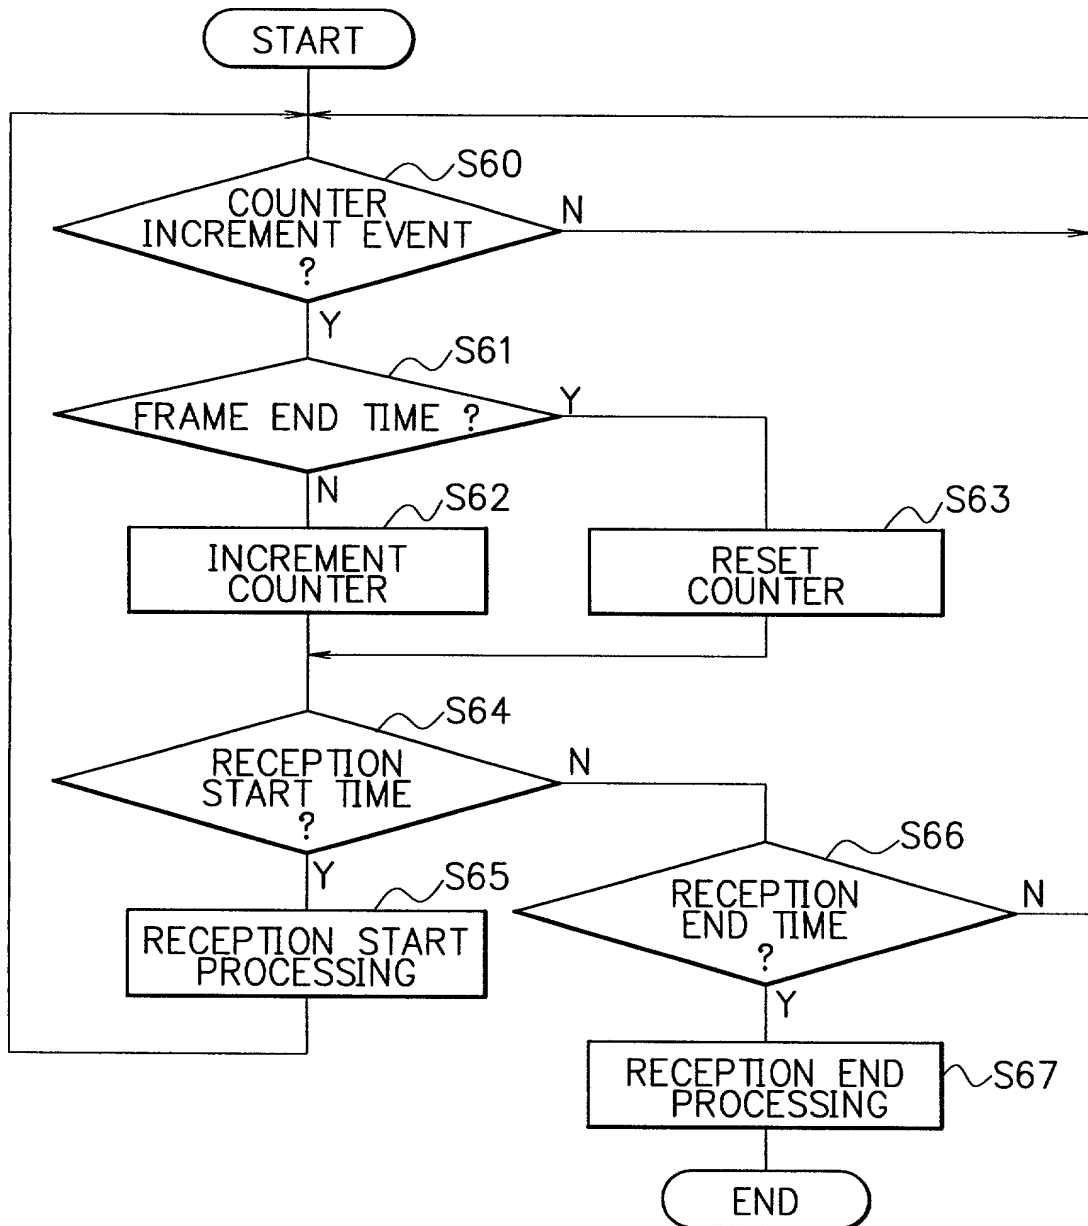 START
S60
COUNTER
INCREMENT EVENT
?
N
Y
S61
FRAME END TIME ?
Y
N
S62
INCREMENT
COUNTER
S63
RESET
COUNTER
S64
RECEPTION
START TIME
?
N
Y
S65
RECEPTION START
PROCESSING
S66
RECEPTION
END TIME
?
N
Y
RECEPTION END
PROCESSING
S67
END